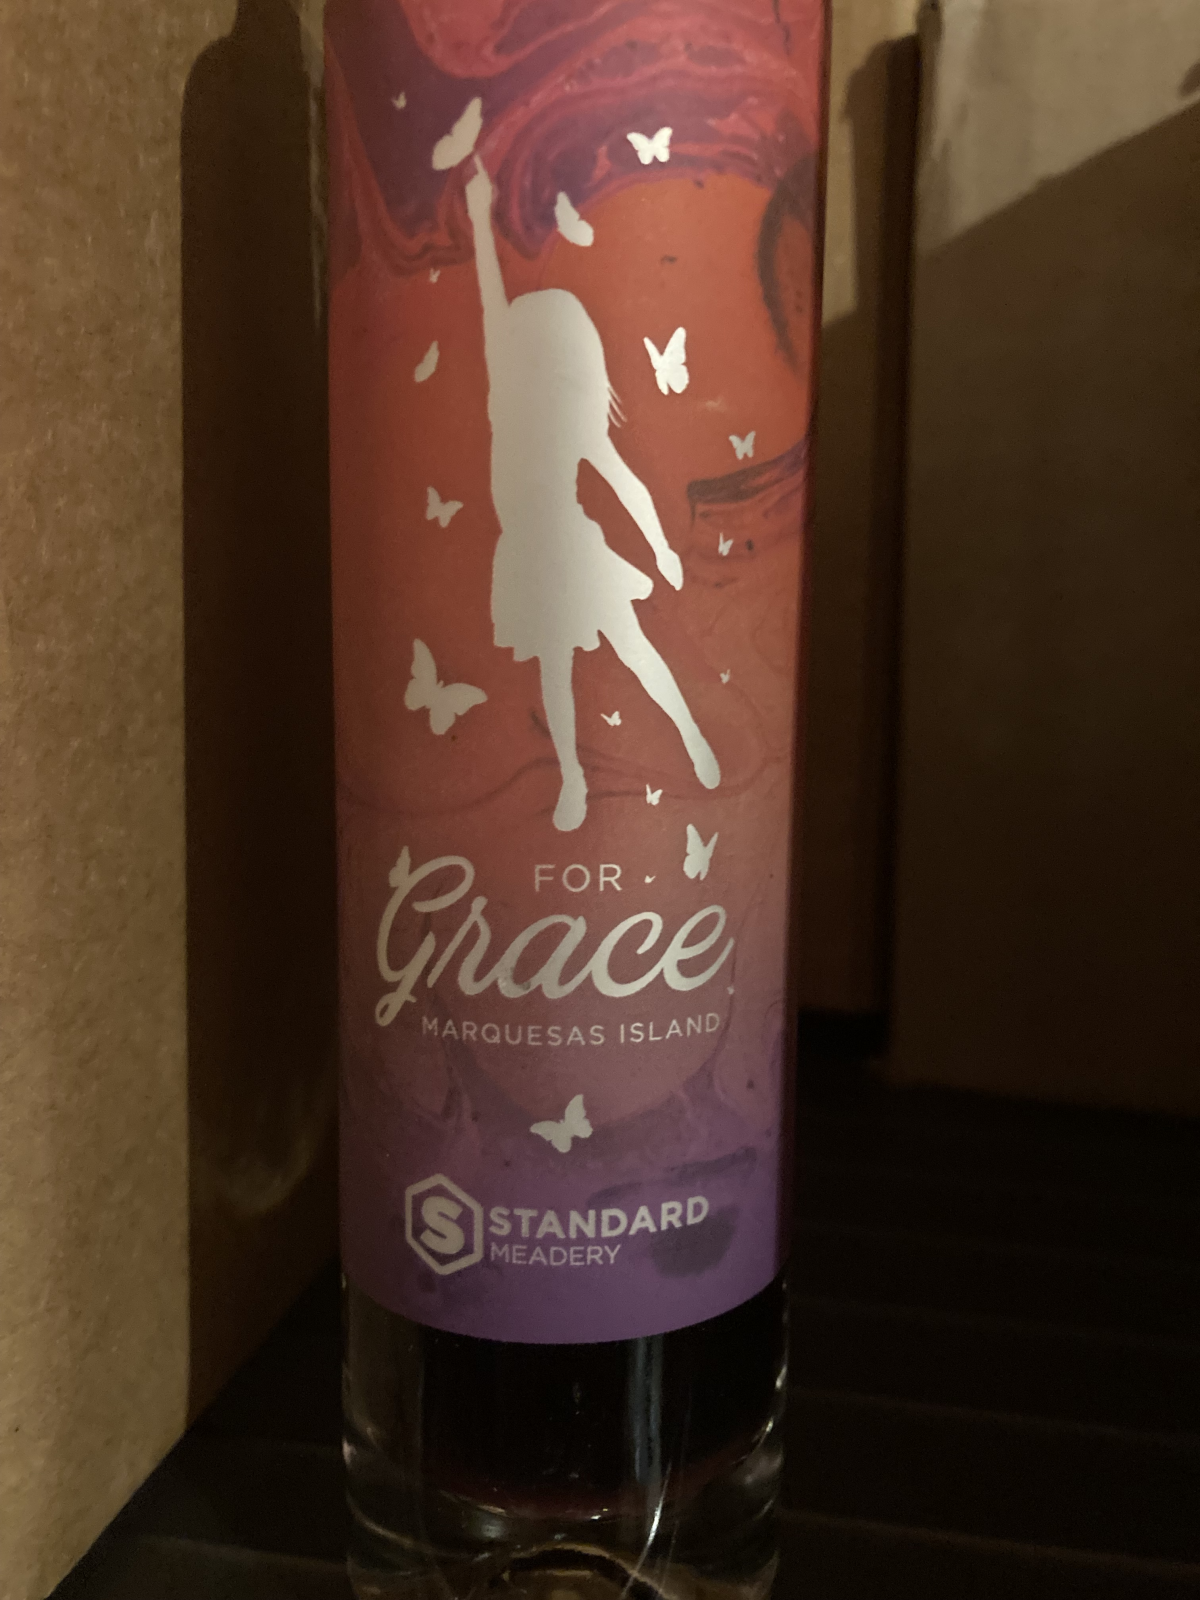 FOR
Grace
MARQUESAS ISLAND
S STANDARD
MEADERY